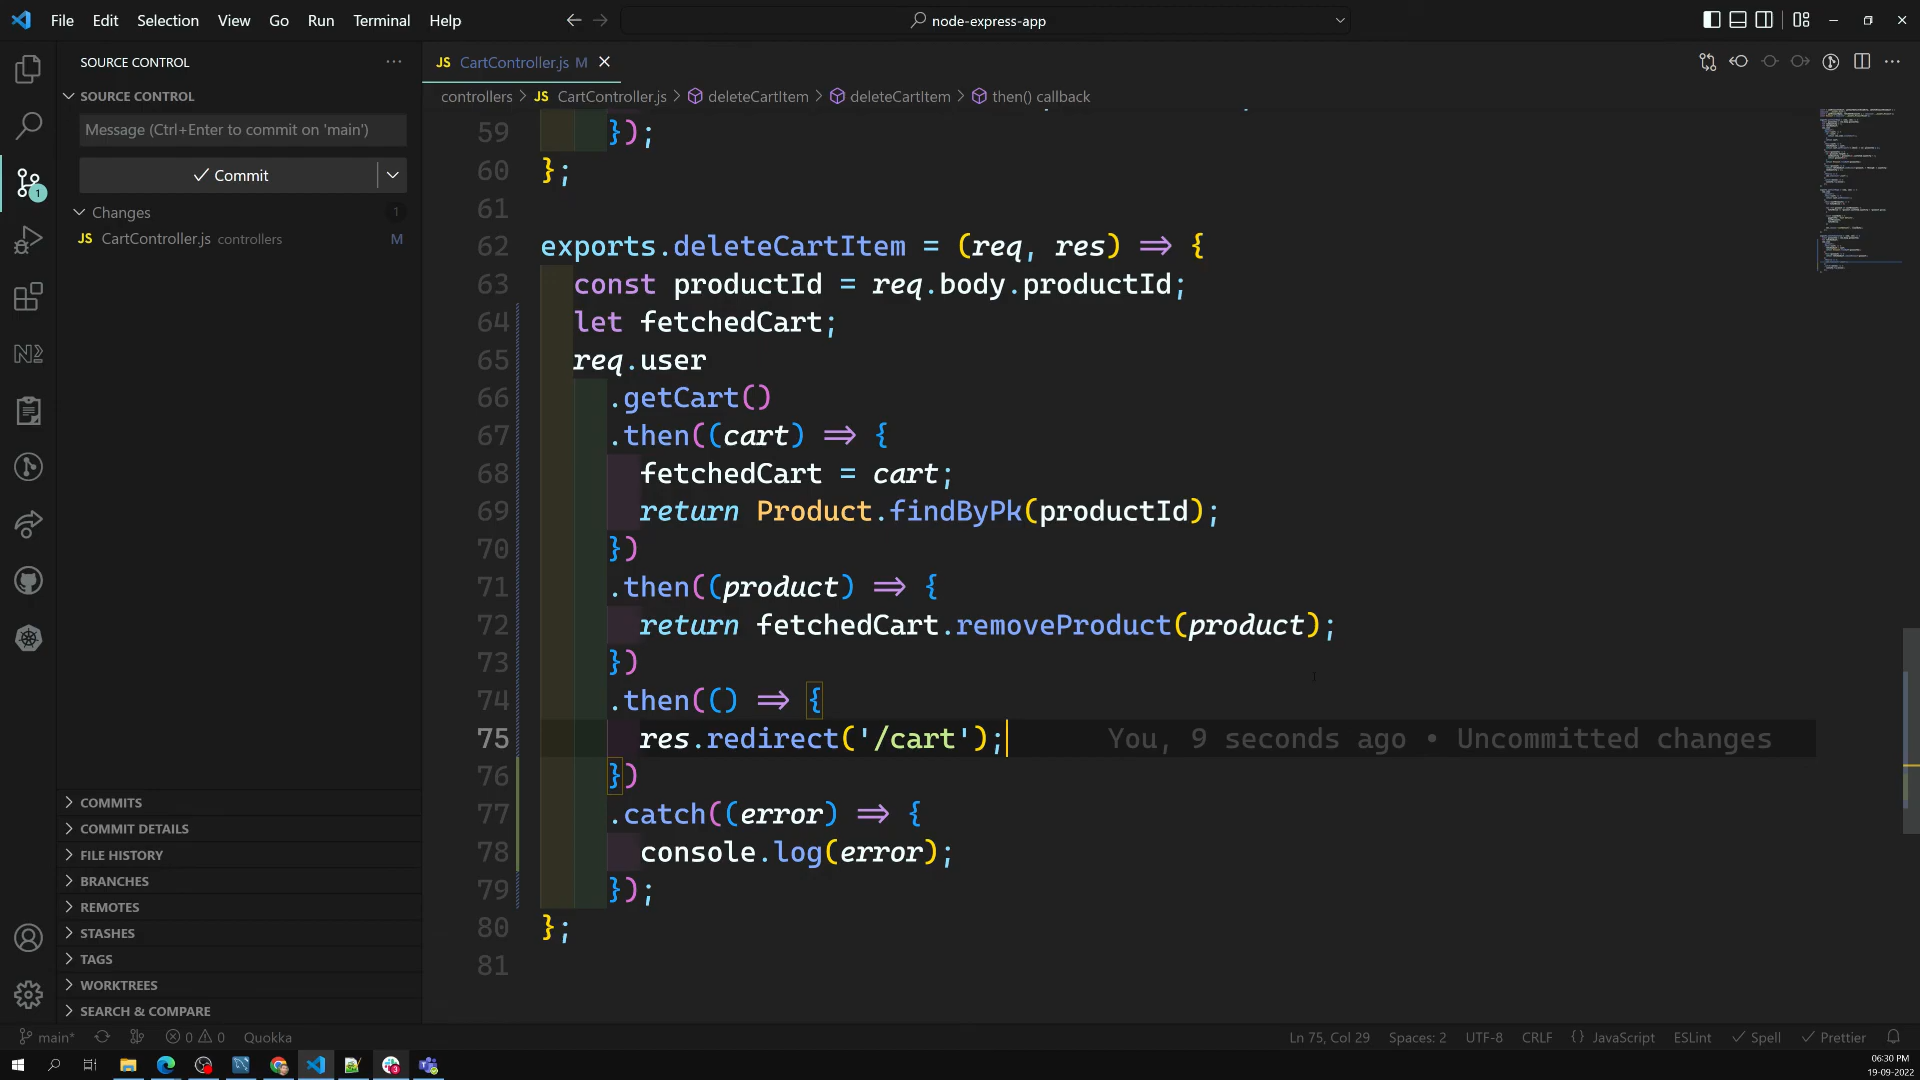 File Edit Selection View Go Run Terminal Help
node-express-app
SOURCE CONTROL
SOURCE CONTROL
Message (Ctrl+Enter to commit on 'main')
Commit
Changes 1
JS CartController.js controllers M
1
COMMITS
COMMIT DETAILS
FILE HISTORY
BRANCHES
REMOTES
STASHES
TAGS
WORKTREES
SEARCH & COMPARE
JS CartController.js M
controllers > JS CartController.js > deleteCartItem > deleteCartItem > then() callback
59 });
60 };
61
62 exports.deleteCartItem = (req, res) => {
63 const productId = req.body.productId;
64 let fetchedCart;
65 req.user
66 .getCart()
67 .then((cart) => {
68 fetchedCart = cart;
69 return Product.findByPk(productId);
70 })
71 .then((product) => {
72 return fetchedCart.removeProduct(product);
73 })
74 .then(() => {
75 res.redirect('/cart'); You, 9 seconds ago • Uncommitted changes
76 })
77 .catch((error) => {
78 console.log(error);
79 });
80 };
81
main* 0 0 Quokka Ln 75, Col 29 Spaces: 2 UTF-8 CRLF {} JavaScript ESLint Spell Prettier
06:30 PM
19-09-2022